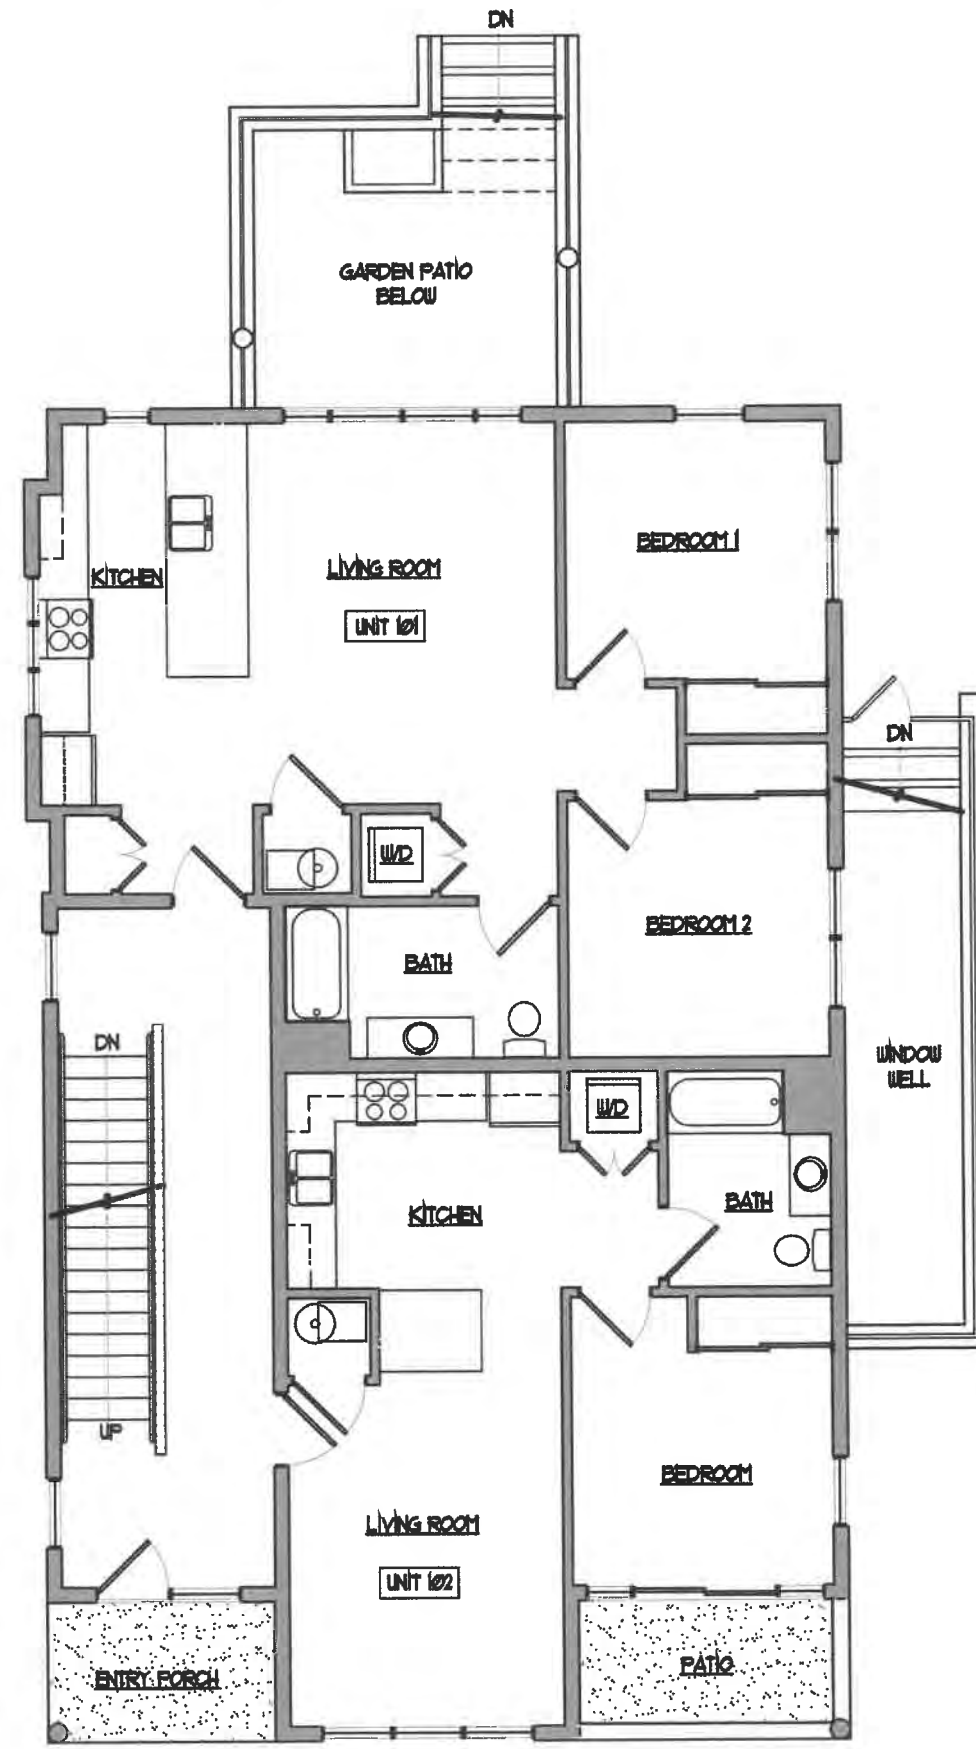 DN
GARDEN PATIO
BELOW
BEDROOM 1
LIVING ROOM
KITCHEN
UNIT 101
DN
W/D
BEDROOM 2
BATH
DN
WINDOW
WELL
W/D
BATH
KITCHEN
UP
BEDROOM
LIVING ROOM
UNIT 102
PATIO
ENTRY PORCH